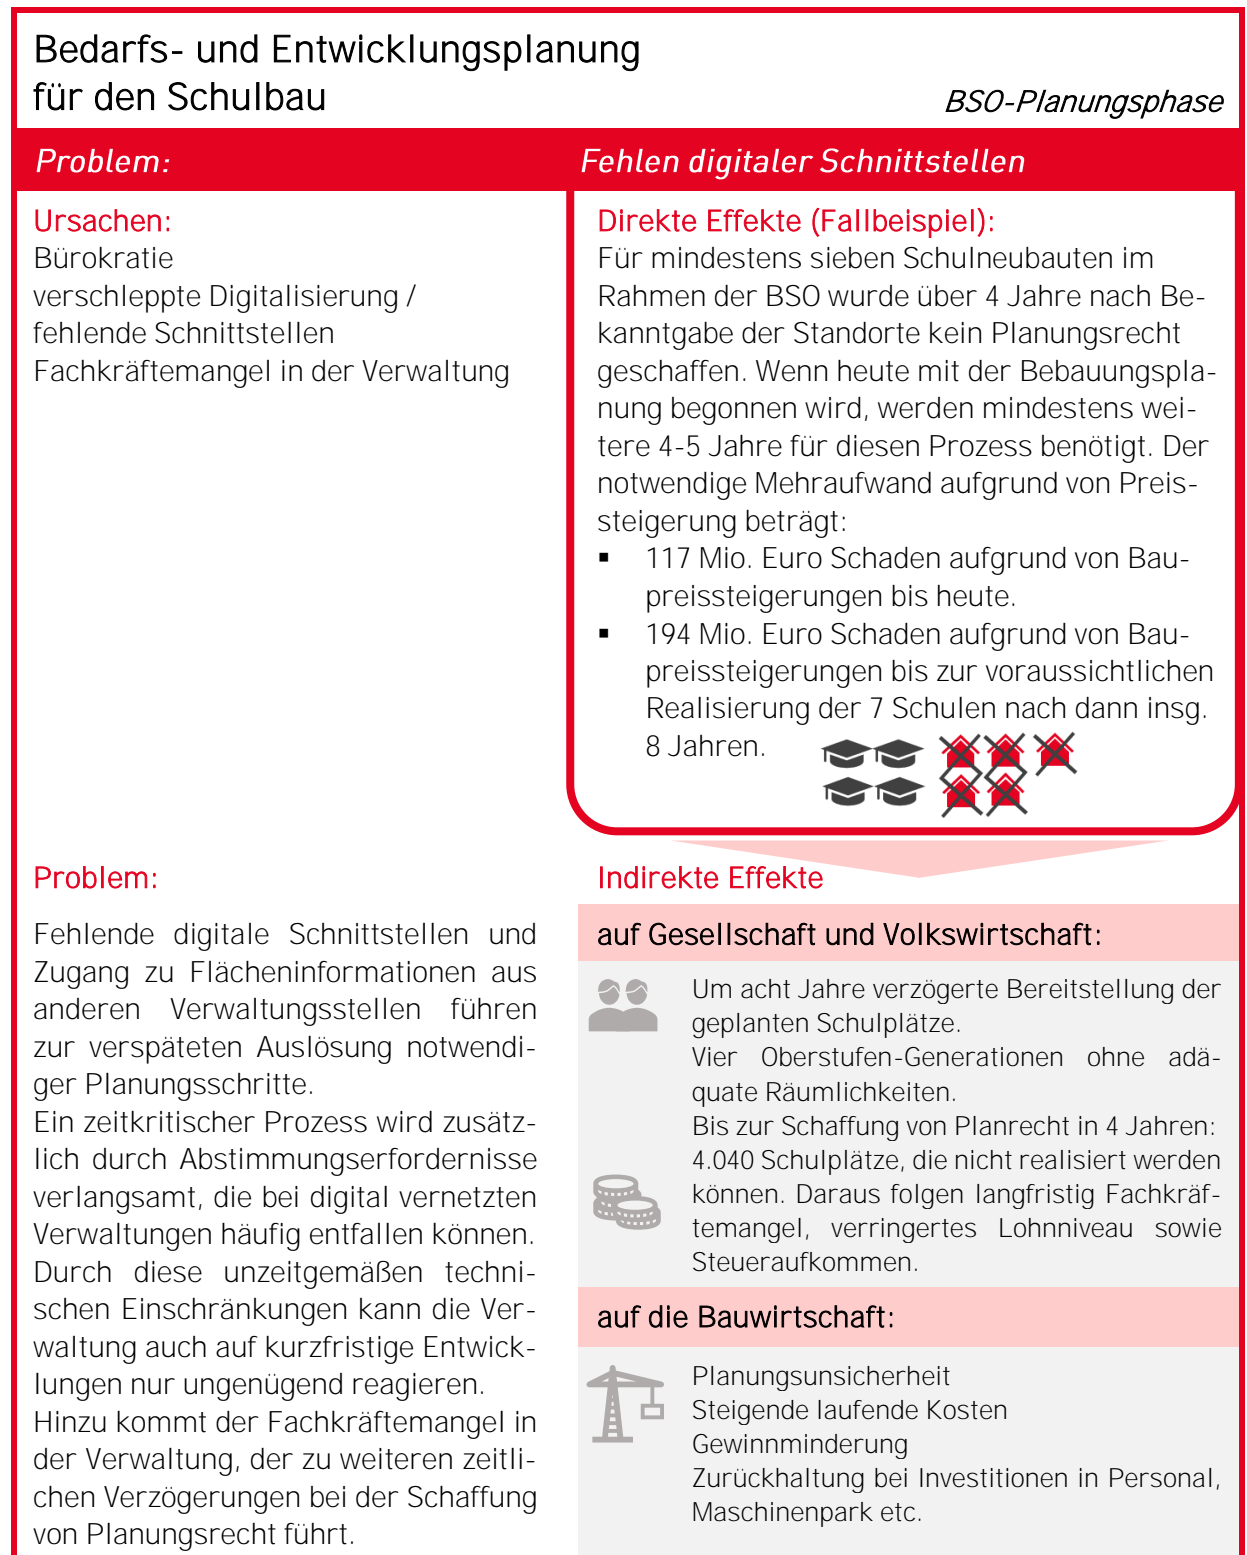 Bedarfs- und Entwicklungsplanung
für den Schulbau
BSO-Planungsphase
Problem:
Fehlen digitaler Schnittstellen
Ursachen:
Bürokratie
verschleppte Digitalisierung /
fehlende Schnittstellen
Fachkräftemangel in der Verwaltung
Direkte Effekte (Fallbeispiel):
Für mindestens sieben Schulneubauten im
Rahmen der BSO wurde über 4 Jahre nach Be-
kanntgabe der Standorte kein Planungsrecht
geschaffen. Wenn heute mit der Bebauungspla-
nung begonnen wird, werden mindestens wei-
tere 4-5 Jahre für diesen Prozess benötigt. Der
notwendige Mehraufwand aufgrund von Preis-
steigerung beträgt:
▪ 117 Mio. Euro Schaden aufgrund von Bau-
preissteigerungen bis heute.
▪ 194 Mio. Euro Schaden aufgrund von Bau-
preissteigerungen bis zur voraussichtlichen
Realisierung der 7 Schulen nach dann insg.
8 Jahren.
Problem:
Fehlende digitale Schnittstellen und
Zugang zu Flächeninformationen aus
anderen Verwaltungsstellen führen
zur verspäteten Auslösung notwendi-
ger Planungsschritte.
Ein zeitkritischer Prozess wird zusätz-
lich durch Abstimmungserfordernisse
verlangsamt, die bei digital vernetzten
Verwaltungen häufig entfallen können.
Durch diese unzeitgemäßen techni-
schen Einschränkungen kann die Ver-
waltung auch auf kurzfristige Entwick-
lungen nur ungenügend reagieren.
Hinzu kommt der Fachkräftemangel in
der Verwaltung, der zu weiteren zeitli-
chen Verzögerungen bei der Schaffung
von Planungsrecht führt.
Indirekte Effekte
auf Gesellschaft und Volkswirtschaft:
Um acht Jahre verzögerte Bereitstellung der
geplanten Schulplätze.
Vier Oberstufen-Generationen ohne adä-
quate Räumlichkeiten.
Bis zur Schaffung von Planrecht in 4 Jahren:
4.040 Schulplätze, die nicht realisiert werden
können. Daraus folgen langfristig Fachkräf-
temangel, verringertes Lohnniveau sowie
Steueraufkommen.
auf die Bauwirtschaft:
Planungsunsicherheit
Steigende laufende Kosten
Gewinnminderung
Zurückhaltung bei Investitionen in Personal,
Maschinenpark etc.